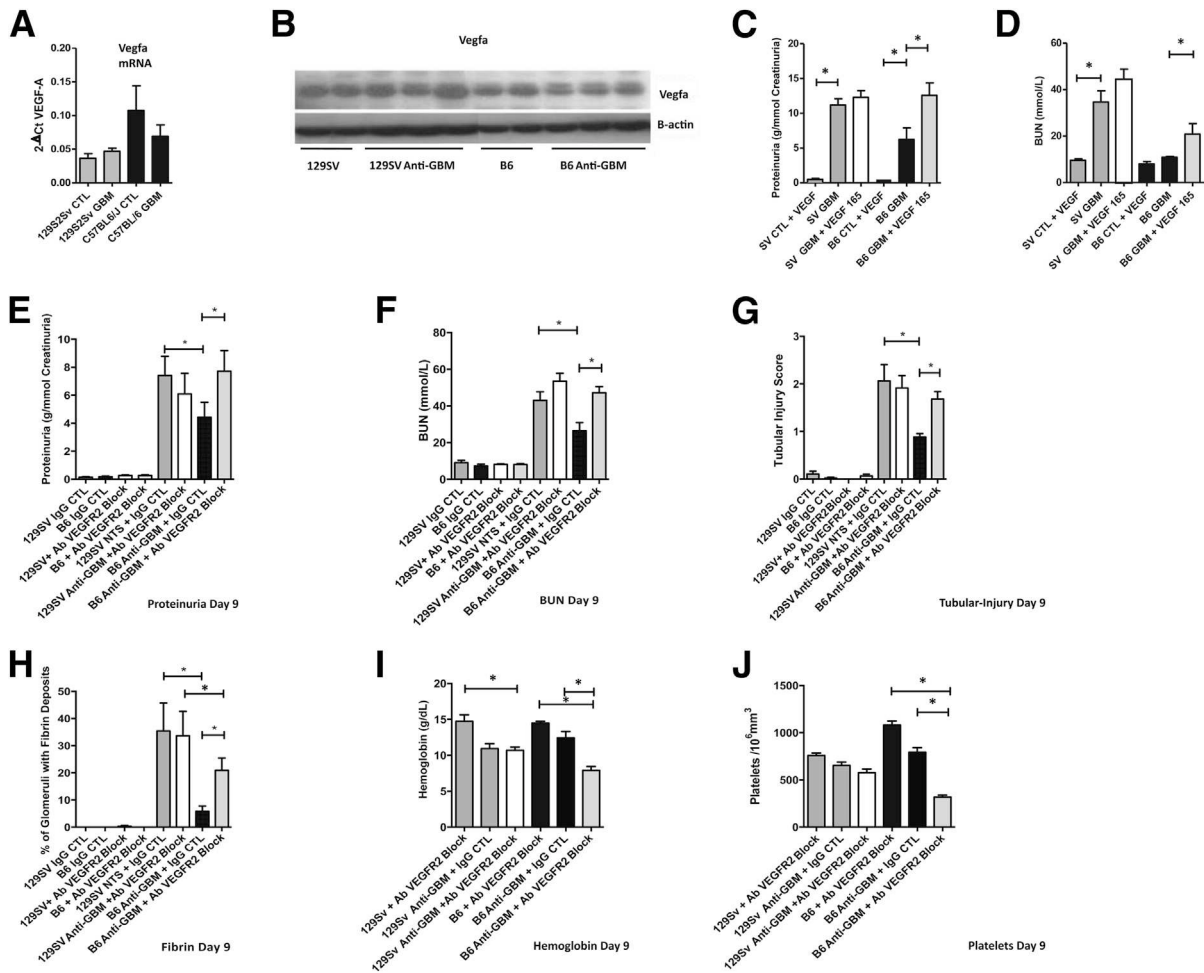 A
Vegfa
mRNA
2-ΔCt VEGF-A
0.20
0.15
0.10
0.05
0.00
129S2Sv CTL
129S2Sv GBM
C57BL6/J CTL
C57BL/6 GBM
B
Vegfa
Vegfa
B-actin
129SV
129SV Anti-GBM
B6
B6 Anti-GBM
C
Proteinuria (g/mmol Creatinuria)
20
15
10
5
0
*
*
*
SV CTL + VEGF
SV GBM
SV GBM + VEGF 165
B6 CTL + VEGF
B6 GBM
B6 GBM + VEGF 165
D
BUN (mmol/L)
60
40
20
0
*
*
SV CTL + VEGF
SV GBM
SV GBM + VEGF 165
B6 CTL + VEGF
B6 GBM
B6 GBM + VEGF 165
E
Proteinuria (g/mmol Creatinuria)
10
8
6
4
2
0
*
*
129SV IgG CTL
B6 IgG CTL
129SV+ Ab VEGFR2 Block
B6 + Ab VEGFR2 Block
129SV NTS + IgG CTL
129SV Anti-GBM +Ab VEGFR2 Block
B6 Anti-GBM + IgG CTL
B6 Anti-GBM + Ab VEGFR2 Block
Proteinuria Day 9
F
BUN (mmol/L)
100
80
60
40
20
0
*
*
129SV IgG CTL
B6 IgG CTL
129SV+ Ab VEGFR2 Block
B6 + Ab VEGFR2 Block
129SV NTS + IgG CTL
129SV Anti-GBM +Ab VEGFR2 Block
B6 Anti-GBM + IgG CTL
B6 Anti-GBM + Ab VEGFR2 Block
BUN Day 9
G
Tubular Injury Score
3
2
1
0
*
*
129SV IgG CTL
B6 IgG CTL
129SV+ Ab VEGFR2 Block
B6 + Ab VEGFR2 Block
129SV NTS + IgG CTL
129SV Anti-GBM +Ab VEGFR2 Block
B6 Anti-GBM + IgG CTL
B6 Anti-GBM + Ab VEGFR2 Block
Tubular-Injury Day 9
H
% of Glomeruli with Fibrin Deposits
50
40
30
20
10
0
*
*
*
129SV IgG CTL
B6 IgG CTL
129SV+ Ab VEGFR2 Block
B6 + Ab VEGFR2 Block
129SV NTS + IgG CTL
129SV Anti-GBM +Ab VEGFR2 Block
B6 Anti-GBM + IgG CTL
B6 Anti-GBM + Ab VEGFR2 Block
Fibrin Day 9
I
Hemoglobin (g/dL)
20
15
10
5
0
*
*
*
129Sv + Ab VEGFR2 Block
129Sv Anti-GBM + IgG CTL
129Sv Anti-GBM +Ab VEGFR2 Block
B6 + Ab VEGFR2 Block
B6 Anti-GBM + IgG CTL
B6 Anti-GBM + Ab VEGFR2 Block
Hemoglobin Day 9
J
Platelets /10⁶mm³
1500
1000
500
0
*
*
129Sv + Ab VEGFR2 Block
129Sv Anti-GBM + IgG CTL
129Sv Anti-GBM +Ab VEGFR2 Block
B6 + Ab VEGFR2 Block
B6 Anti-GBM + IgG CTL
B6 Anti-GBM + Ab VEGFR2 Block
Platelets Day 9